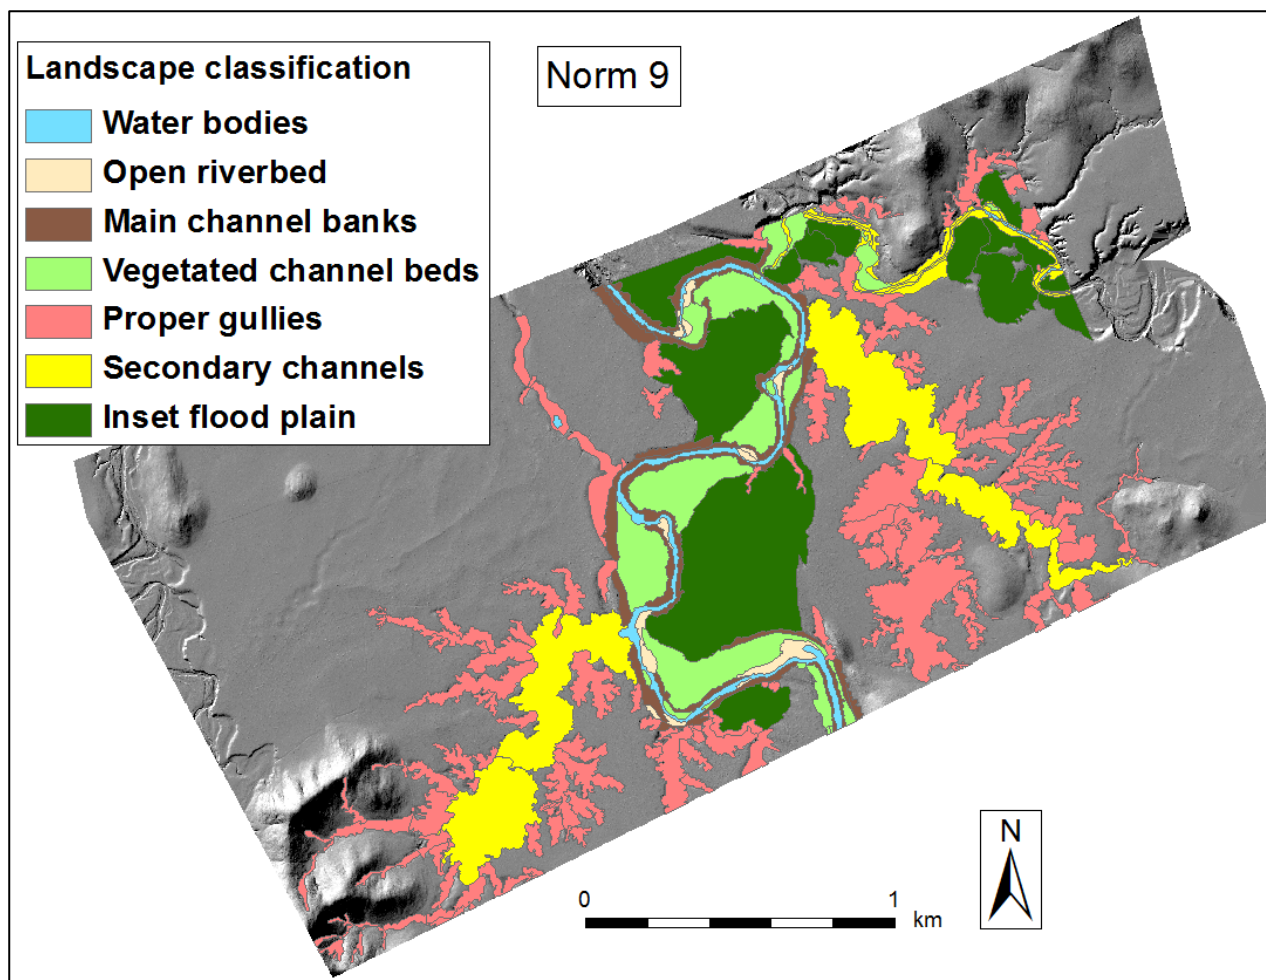 Landscape classification
Water bodies
Open riverbed
Main channel banks
Vegetated channel beds
Proper gullies
Secondary channels
Inset flood plain
Norm 9
N
0 1
km